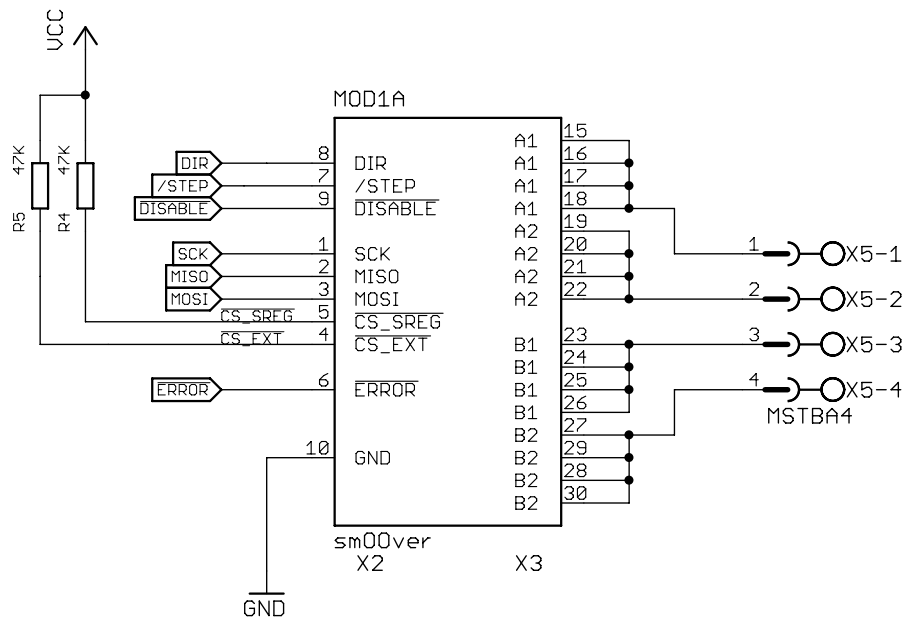 VCC
MOD1A
47K
47K
R5
R4
DIR
8
DIR
/STEP
7
/STEP
DISABLE
9
DISABLE
SCK
1
SCK
MISO
2
MISO
MOSI
3
MOSI
CS_SREG
5
CS_SREG
CS_EXT
4
CS_EXT
ERROR
6
ERROR
10
GND
GND
A1
15
A1
16
A1
17
A1
18
A2
19
A2
20
A2
21
A2
22
B1
23
B1
24
B1
25
B1
26
B2
27
B2
29
B2
28
B2
30
1
X5-1
2
X5-2
3
X5-3
4
X5-4
MSTBA4
sm00ver
X2
X3